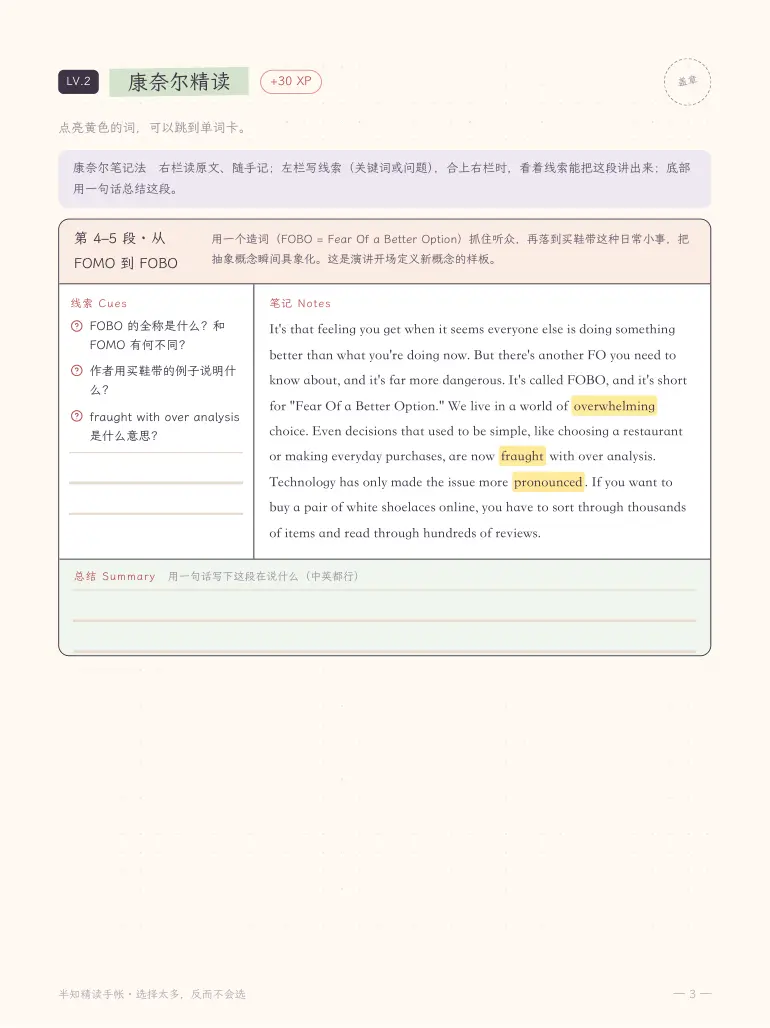 LV.2 康奈尔精读 +30 XP 盖章
点亮黄色的词，可以跳到单词卡。
康奈尔笔记法 右栏读原文、随手记；左栏写线索（关键词或问题），合上右栏时，看着线索能把这段讲出来；底部
用一句话总结这段。
第 4–5 段·从
FOMO 到 FOBO
用一个造词（FOBO = Fear Of a Better Option）抓住听众，再落到买鞋带这种日常小事，把
抽象概念瞬间具象化。这是演讲开场定义新概念的样板。
线索 Cues
FOBO 的全称是什么？和
FOMO 有何不同？
作者用买鞋带的例子说明什
么？
fraught with over analysis
是什么意思？
笔记 Notes
It's that feeling you get when it seems everyone else is doing something
better than what you're doing now. But there's another FO you need to
know about, and it's far more dangerous. It's called FOBO, and it's short
for "Fear Of a Better Option." We live in a world of overwhelming
choice. Even decisions that used to be simple, like choosing a restaurant
or making everyday purchases, are now fraught with over analysis.
Technology has only made the issue more pronounced. If you want to
buy a pair of white shoelaces online, you have to sort through thousands
of items and read through hundreds of reviews.
总结 Summary 用一句话写下这段在说什么（中英都行）
半知精读手帐·选择太多，反而不会选
— 3 —